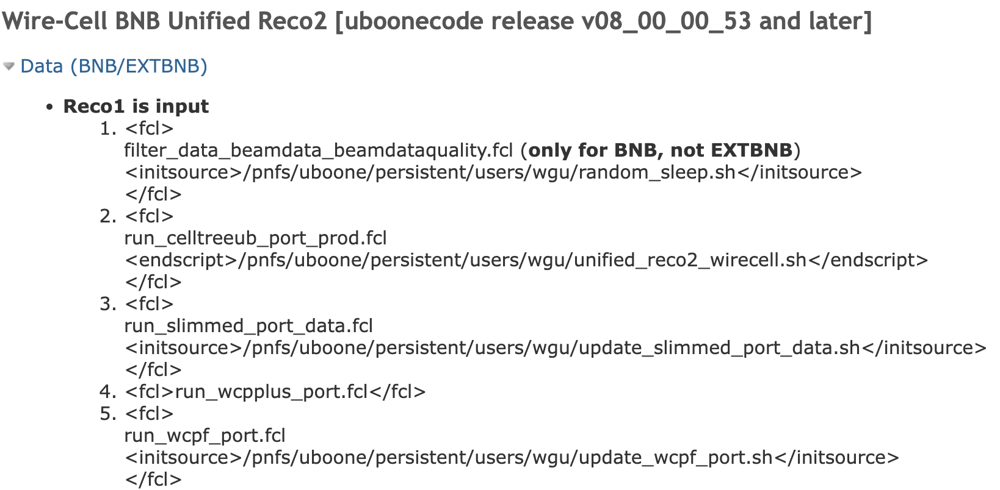 Wire-Cell BNB Unified Reco2 [uboonecode release v08_00_00_53 and later]
Data (BNB/EXTBNB)
• Reco1 is input
1. <fcl>
filter_data_beamdata_beamdataquality.fcl (only for BNB, not EXTBNB)
<initsource>/pnfs/uboone/persistent/users/wgu/random_sleep.sh</initsource>
</fcl>
2. <fcl>
run_celltreeub_port_prod.fcl
<endscript>/pnfs/uboone/persistent/users/wgu/unified_reco2_wirecell.sh</endscript>
</fcl>
3. <fcl>
run_slimmed_port_data.fcl
<initsource>/pnfs/uboone/persistent/users/wgu/update_slimmed_port_data.sh</initsource>
</fcl>
4. <fcl>run_wcpplus_port.fcl</fcl>
5. <fcl>
run_wcpf_port.fcl
<initsource>/pnfs/uboone/persistent/users/wgu/update_wcpf_port.sh</initsource>
</fcl>